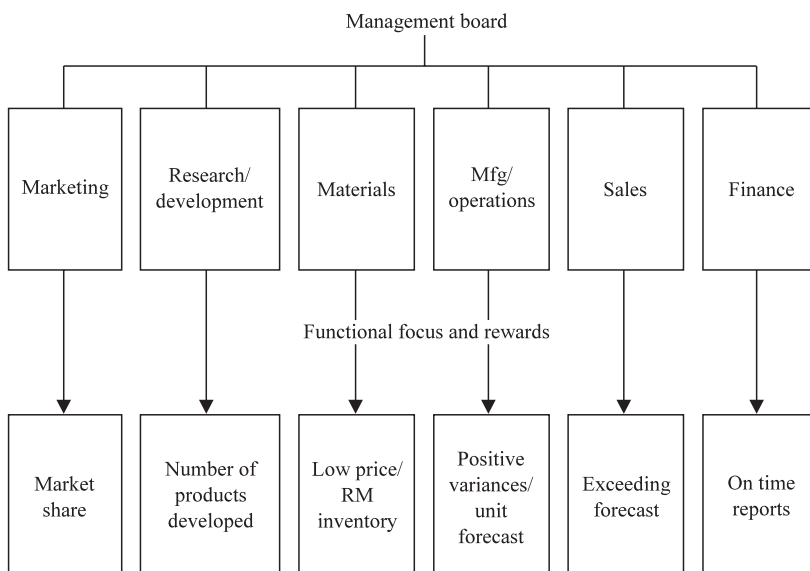 Management board
Marketing
Research/
development
Materials
Mfg/
operations
Sales
Finance
Functional focus and rewards
Market
share
Number of
products
developed
Low price/
RM
inventory
Positive
variances/
unit
forecast
Exceeding
forecast
On time
reports